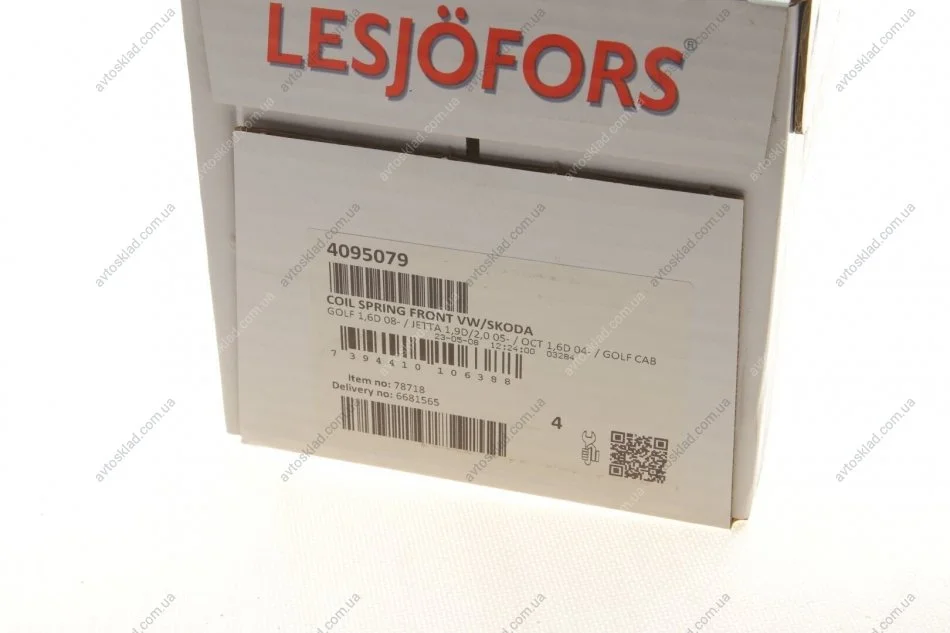 LESJÖFORS®
4095079
COIL SPRING FRONT VW/SKODA
GOLF 1,6D 08- / JETTA 1,9D/2,0 05- / OCT 1,6D 04- / GOLF CAB
23-05-08 12:24:00 03284
7 394410 106388
Item no: 78718
Delivery no: 6681565
4
avtosklad.com.ua